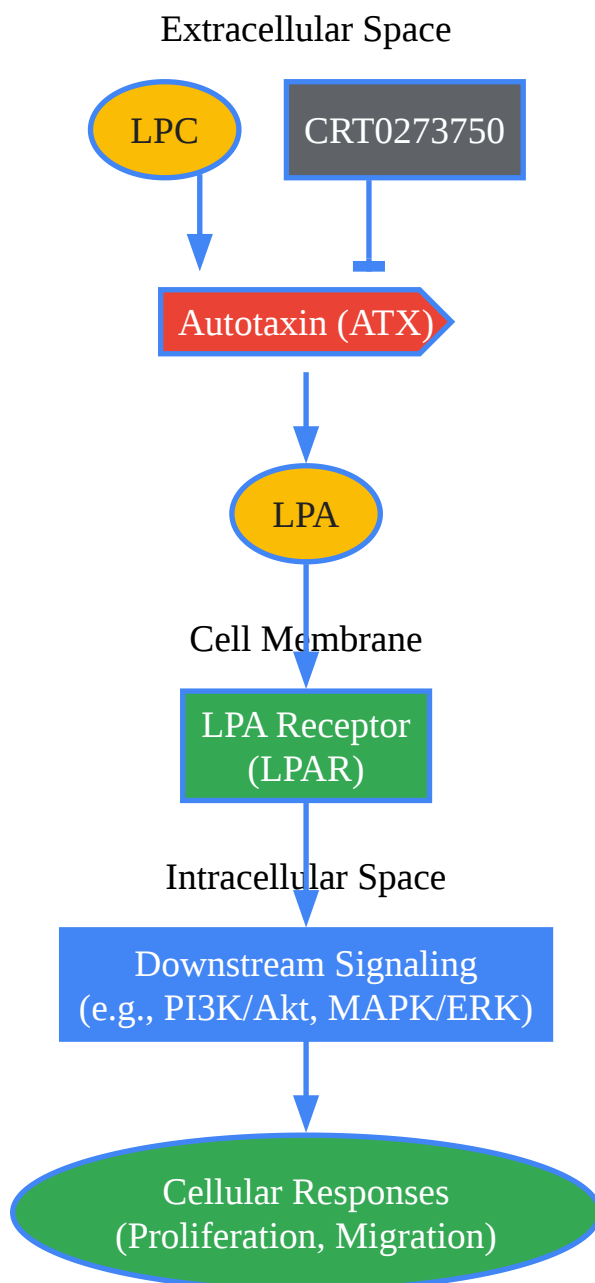 Extracellular Space
LPC
CRT0273750
Autotaxin (ATX)
LPA
Cell Membrane
LPA Receptor
(LPAR)
Intracellular Space
Downstream Signaling
(e.g., PI3K/Akt, MAPK/ERK)
Cellular Responses
(Proliferation, Migration)